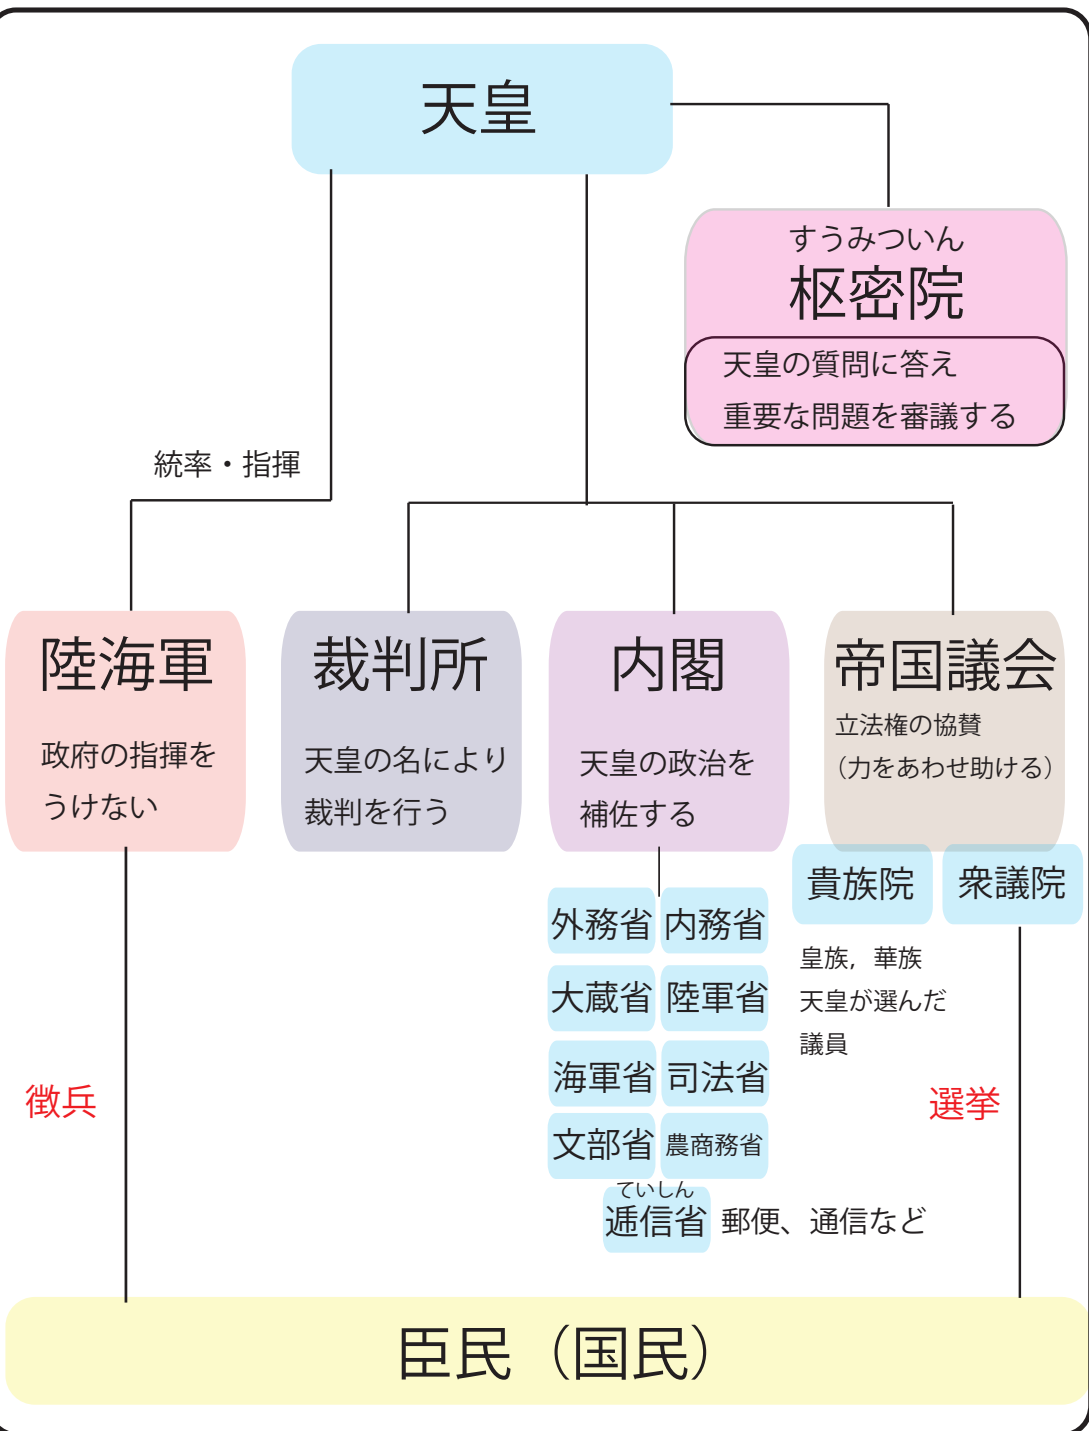 天皇
すうみついん
枢密院
天皇の質問に答え
重要な問題を審議する
統率・指揮
陸海軍
政府の指揮を
うけない
裁判所
天皇の名により
裁判を行う
内閣
天皇の政治を
補佐する
帝国議会
立法権の協賛
（力をあわせ助ける）
貴族院
衆議院
皇族，華族
天皇が選んだ
議員
外務省
内務省
大蔵省
陸軍省
海軍省
司法省
文部省
農商務省
ていしん
逓信省
郵便、通信など
徴兵
選挙
臣民（国民）